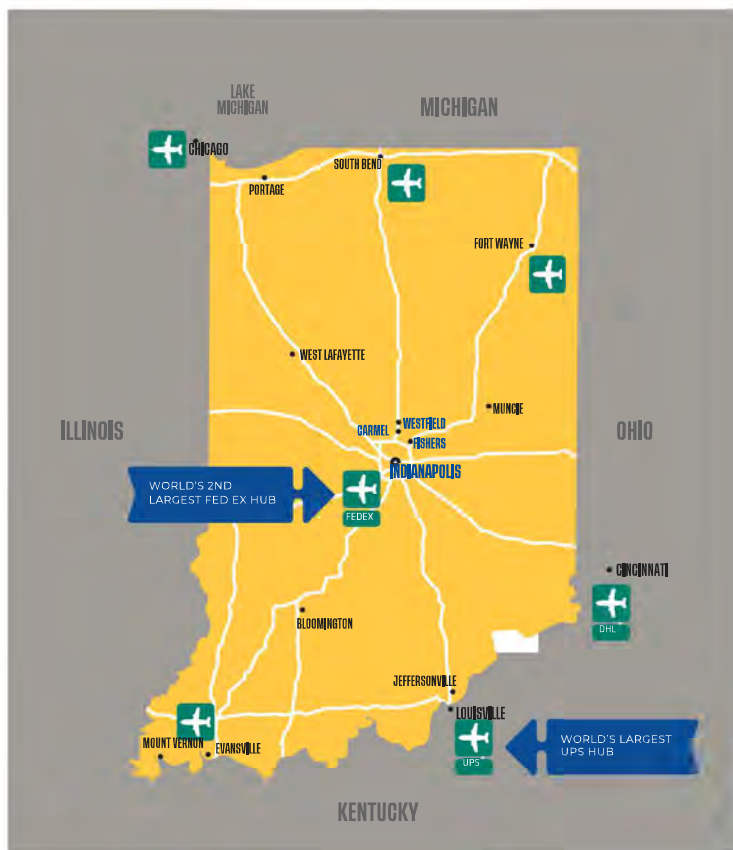 LAKE
MICHIGAN
MICHIGAN
CHICAGO
SOUTH BEND
PORTAGE
FORT WAYNE
WEST LAFAYETTE
MUNCIE
WESTFIELD
CARMEL
ILLINOIS
OHIO
FISHERS
INDIANAPOLIS
WORLD'S 2ND
LARGEST FED EX HUB
FEDEX
CINCINNATI
BLOOMINGTON
DHL
JEFFERSONVILLE
LOUISVILLE
MOUNT VERNON
EVANSVILLE
WORLD'S LARGEST
UPS HUB
UPS
KENTUCKY